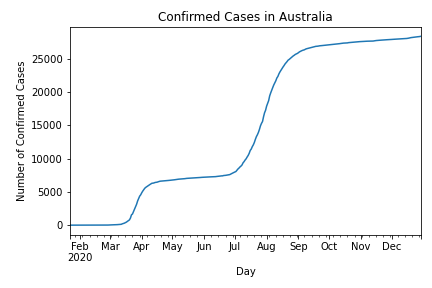 Confirmed Cases in Australia
Number of Confirmed Cases
25000
20000
15000
10000
5000
0
Feb Mar Apr May Jun Jul Aug Sep Oct Nov Dec
2020
Day